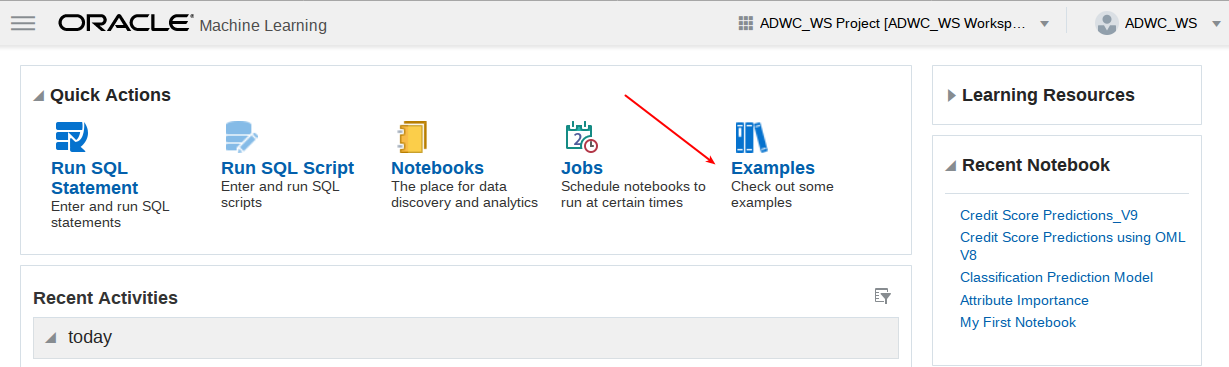 ORACLE® Machine Learning
ADWC_WS Project [ADWC_WS Worksp...
ADWC_WS
Quick Actions
Run SQL
Statement
Enter and run SQL
statements
Run SQL Script
Enter and run SQL
scripts
Notebooks
The place for data
discovery and analytics
2
Jobs
Schedule notebooks to
run at certain times
Examples
Check out some
examples
Recent Activities
today
Learning Resources
Recent Notebook
Credit Score Predictions_V9
Credit Score Predictions using OML
V8
Classification Prediction Model
Attribute Importance
My First Notebook